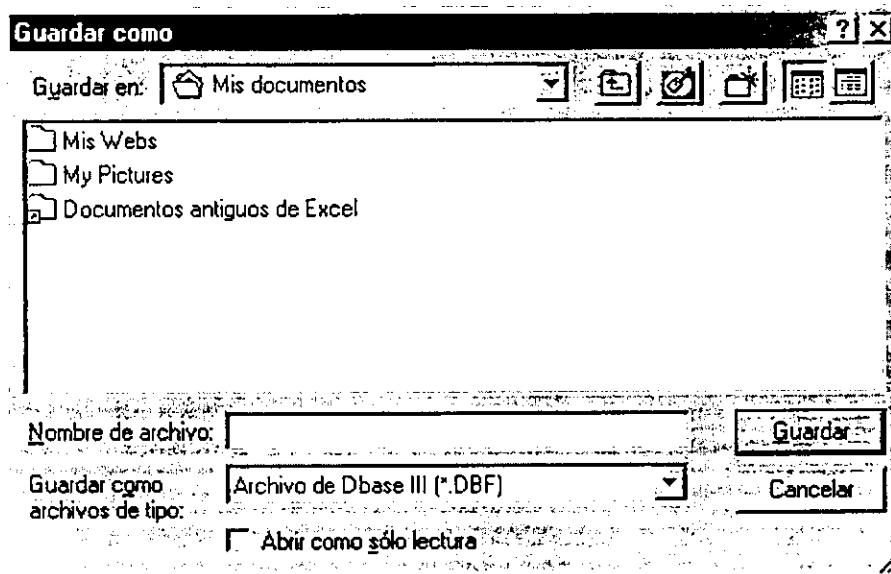 Guardar como
Guardar en: Mis documentos
Mis Webs
My Pictures
Documentos antiguos de Excel
Nombre de archivo:
Guardar
Guardar como
archivos de tipo:
Archivo de Dbase III (*.DBF)
Cancelar
Abrir como sólo lectura